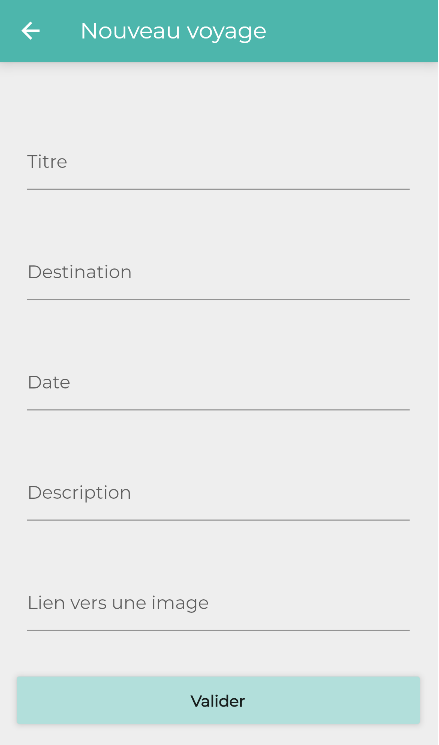 Nouveau voyage
Titre
Destination
Date
Description
Lien vers une image
Valider